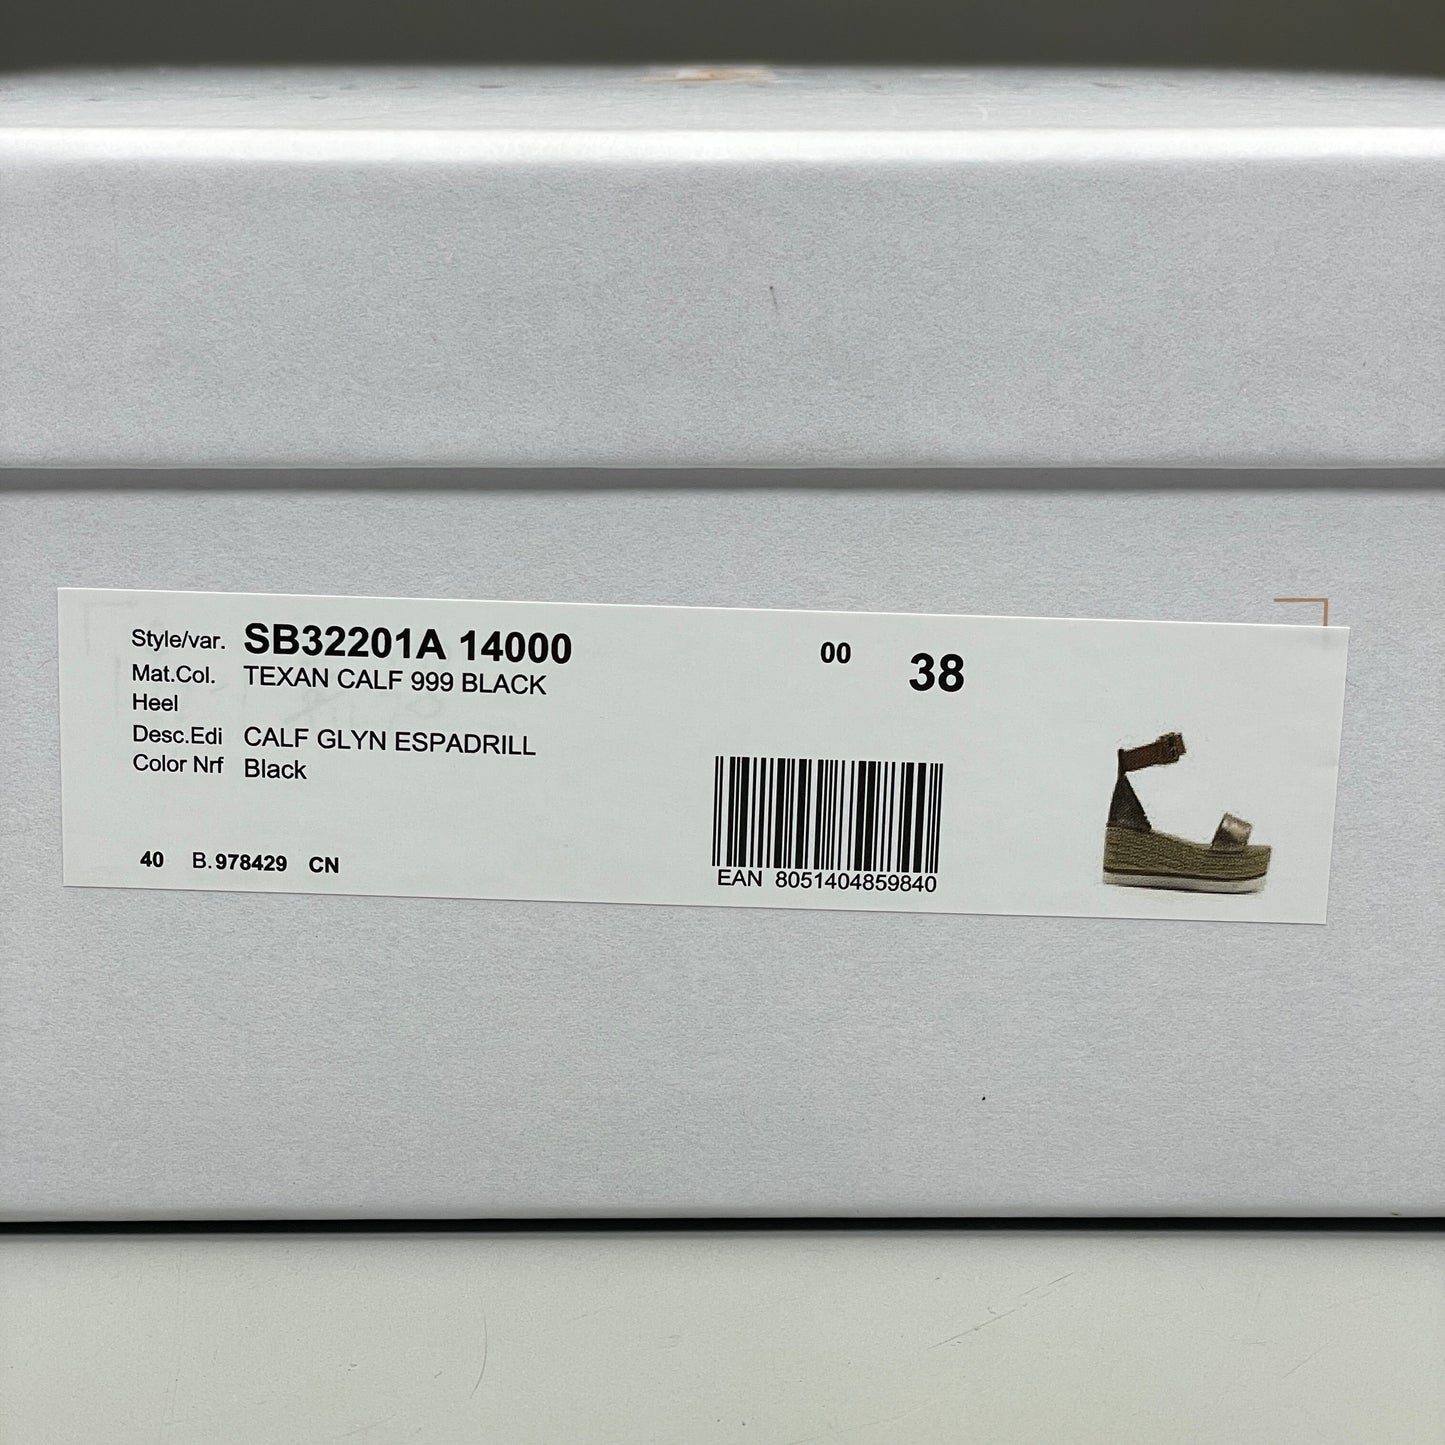 Style/var. SB32201A 14000 00 38
Mat.Col. TEXAN CALF 999 BLACK
Heel
Desc.Edi CALF GLYN ESPADRILL
Color Nrf Black
40 B.978429 CN
EAN 8051404859840